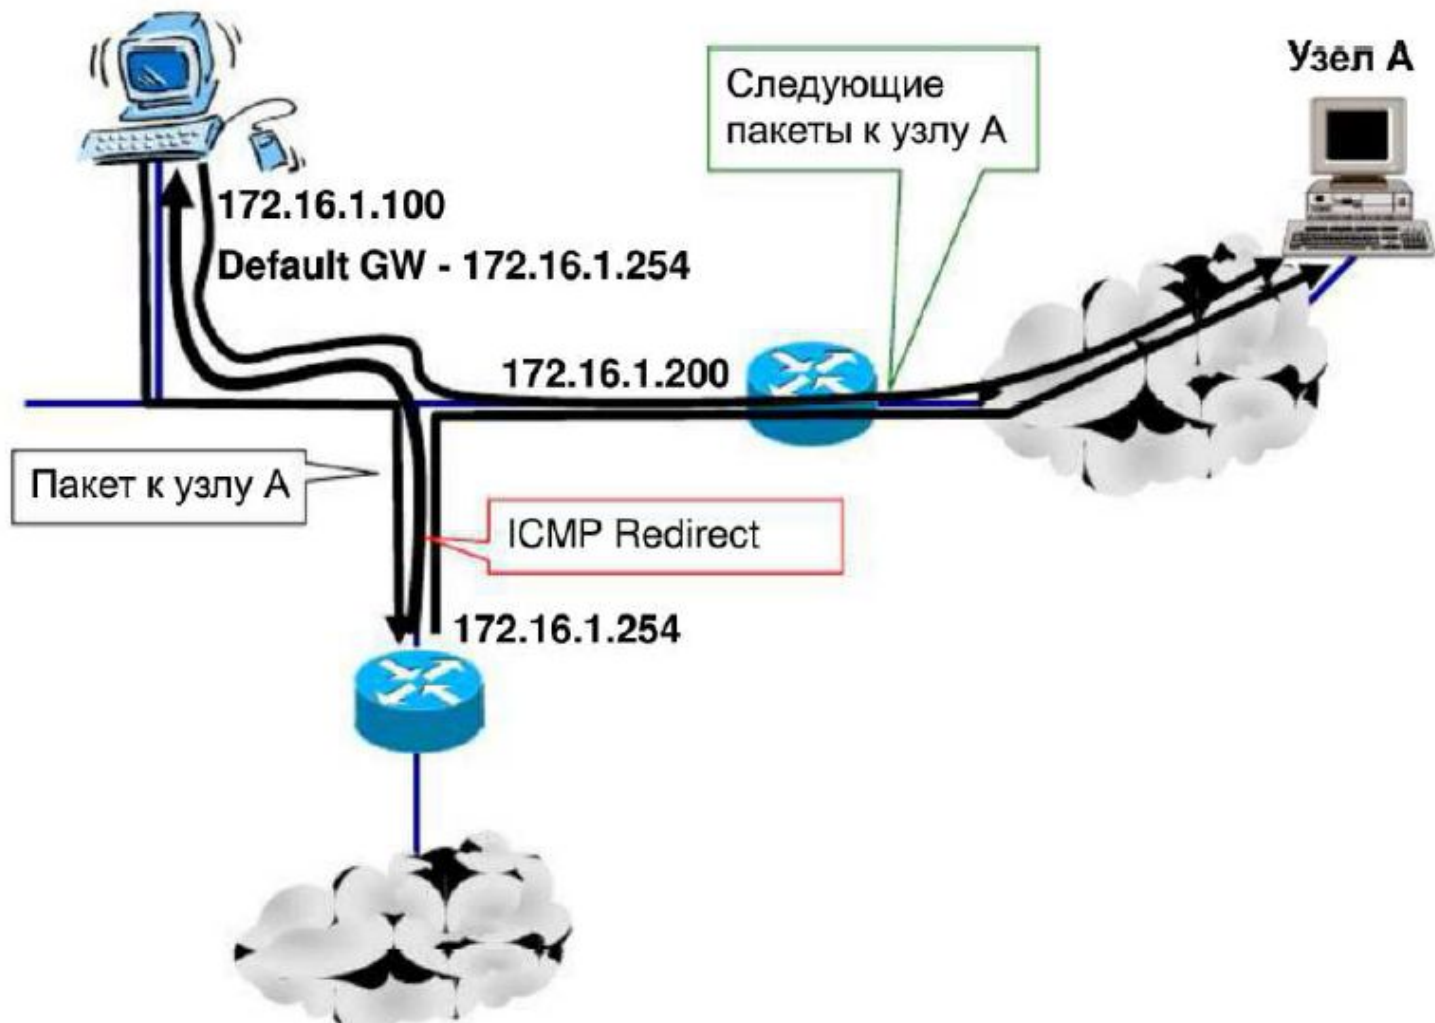 Узел А
Следующие
пакеты к узлу А
172.16.1.100
Default GW - 172.16.1.254
172.16.1.200
Пакет к узлу А
ICMP Redirect
172.16.1.254